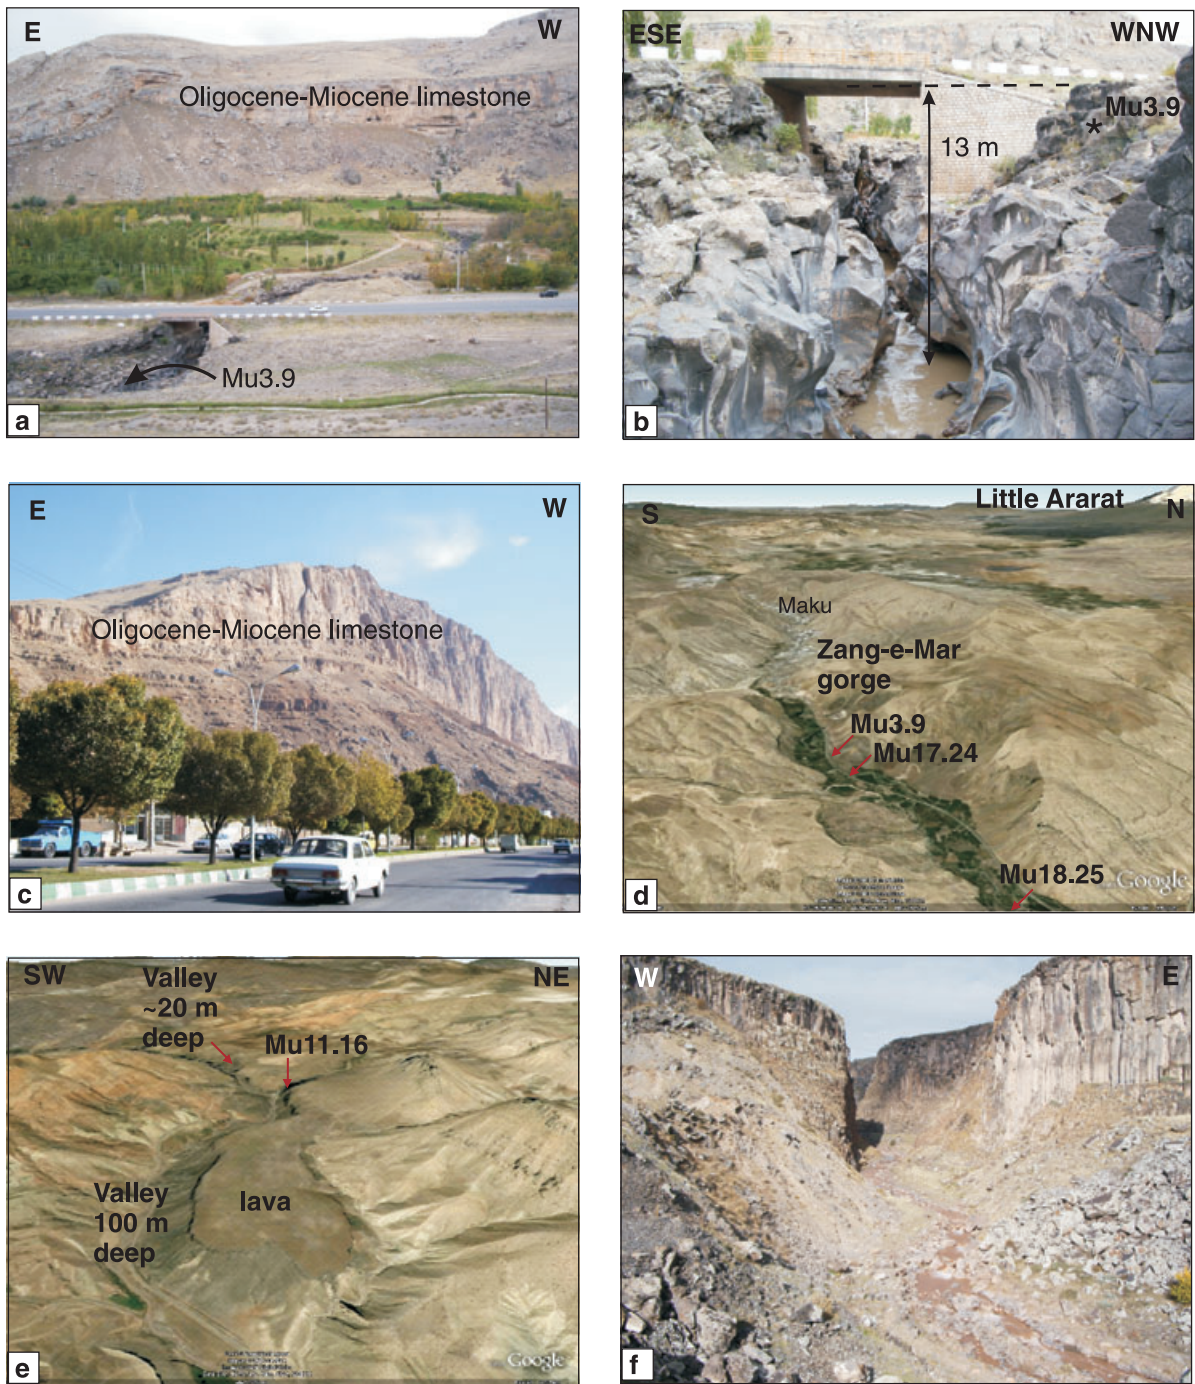 E
W
Oligocene-Miocene limestone
Mu3.9
a
ESE
WNW
Mu3.9
*
13 m
b
E
W
Oligocene-Miocene limestone
c
Little Ararat
S
N
Maku
Zang-e-Mar
gorge
Mu3.9
Mu17.24
Mu18.25
Google
d
SW
NE
Valley
~20 m
deep
Mu11.16
lava
Valley
100 m
deep
Google
e
W
E
f